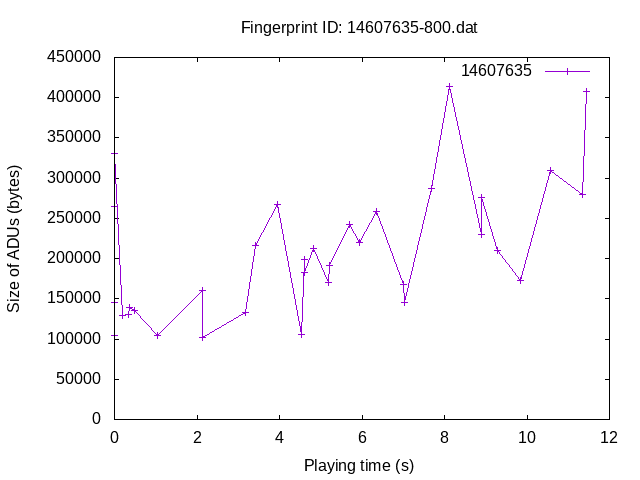 Fingerprint ID: 14607635-800.dat
450000
400000
350000
300000
250000
200000
150000
100000
50000
0
14607635
Size of ADUs (bytes)
0 2 4 6 8 10 12
Playing time (s)